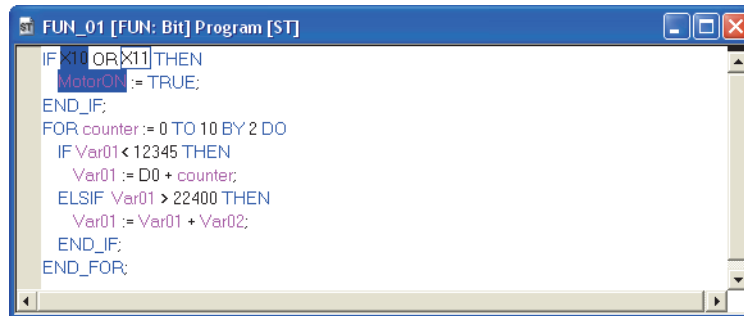 ST FUN_01 [FUN: Bit] Program [ST]
IF X10 OR X11 THEN
MotorON := TRUE;
END_IF;
FOR counter := 0 TO 10 BY 2 DO
IF Var01 < 12345 THEN
Var01 := D0 + counter;
ELSIF Var01 > 22400 THEN
Var01 := Var01 + Var02;
END_IF;
END_FOR;